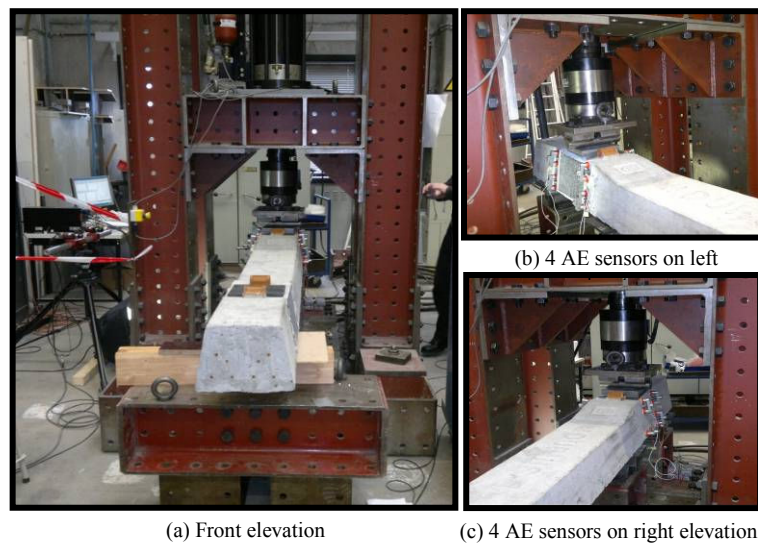 (a) Front elevation
(b) 4 AE sensors on left
(c) 4 AE sensors on right elevation